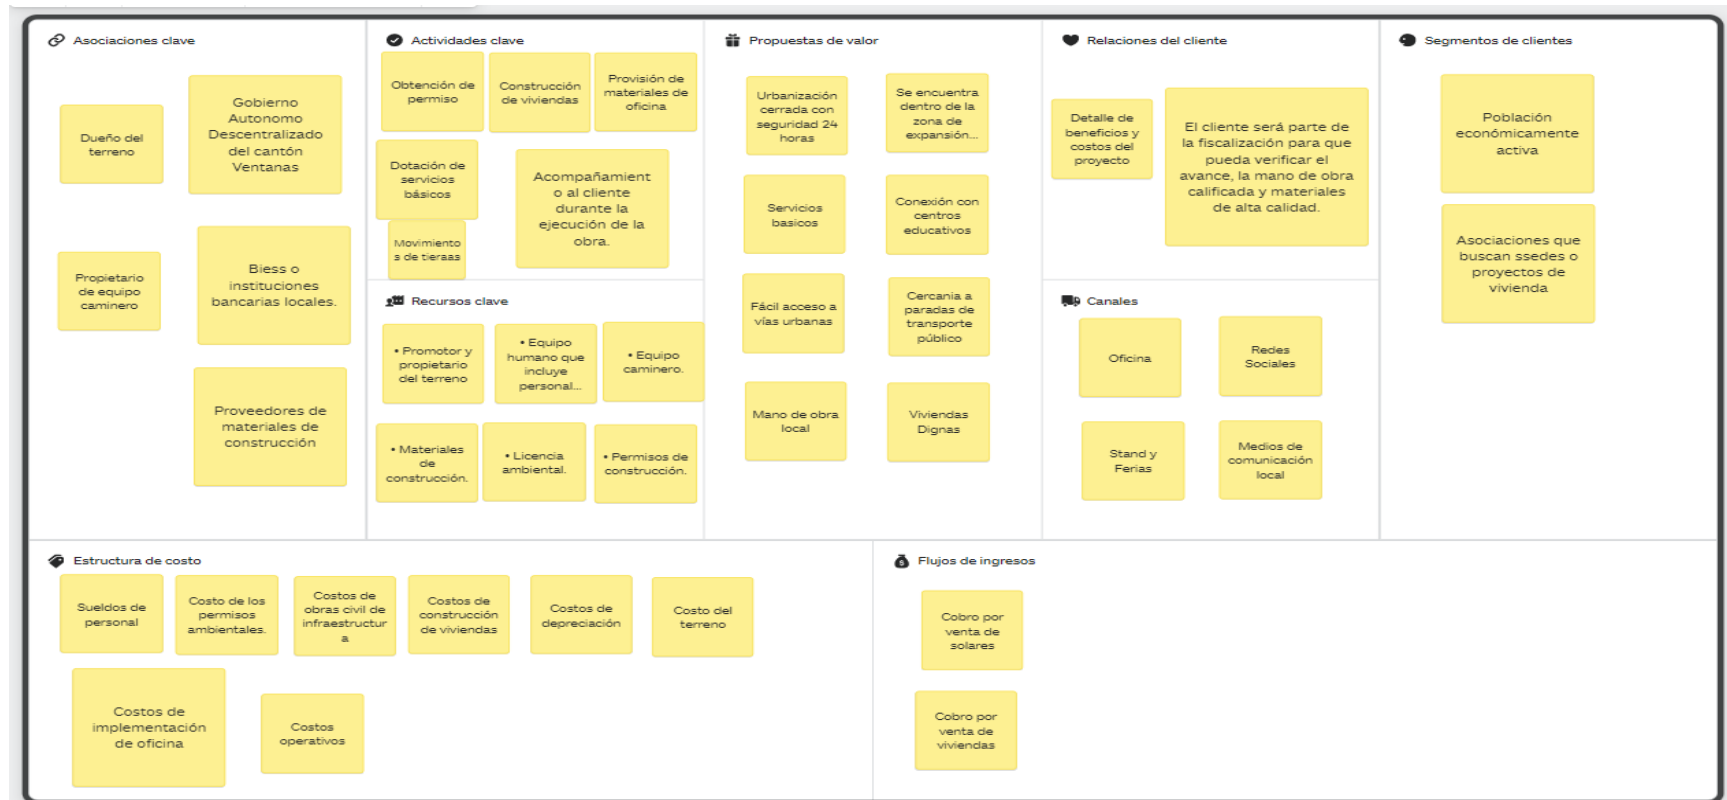 Asociaciones clave
Dueño del
terreno
Gobierno
Autonomo
Descentralizado
del cantón
Ventanas
Propietario
de equipo
caminero
Biess o
instituciones
bancarias locales.
Proveedores de
materiales de
construcción
Actividades clave
Obtención de
permiso
Construcción
de viviendas
Provisión de
materiales de
oficina
Dotación de
servicios
básicos
Acompañamient
o al cliente
durante la
ejecución de la
obra.
Movimiento
s de tieraas
Recursos clave
• Promotor y
propietario
del terreno
• Equipo
humano que
incluye
personal...
• Equipo
caminero.
• Materiales
de
construcción.
• Licencia
ambiental.
• Permisos de
construcción.
Propuestas de valor
Urbanización
cerrada con
seguridad 24
horas
Se encuentra
dentro de la
zona de
expansión...
Servicios
basicos
Conexión con
centros
educativos
Fácil acceso a
vías urbanas
Cercania a
paradas de
transporte
público
Mano de obra
local
Viviendas
Dignas
Relaciones del cliente
Detalle de
beneficios y
costos del
proyecto
El cliente será parte de
la fiscalización para que
pueda verificar el
avance, la mano de obra
calificada y materiales
de alta calidad.
Canales
Oficina
Redes
Sociales
Stand y
Ferias
Medios de
comunicación
local
Segmentos de clientes
Población
económicamente
activa
Asociaciones que
buscan ssedes o
proyectos de
vivienda
Estructura de costo
Sueldos de
personal
Costo de los
permisos
ambientales.
Costos de
obras civil de
infraestructur
a
Costos de
construcción
de viviendas
Costos de
depreciación
Costo del
terreno
Costos de
implementación
de oficina
Costos
operativos
Flujos de ingresos
Cobro por
venta de
solares
Cobro por
venta de
viviendas